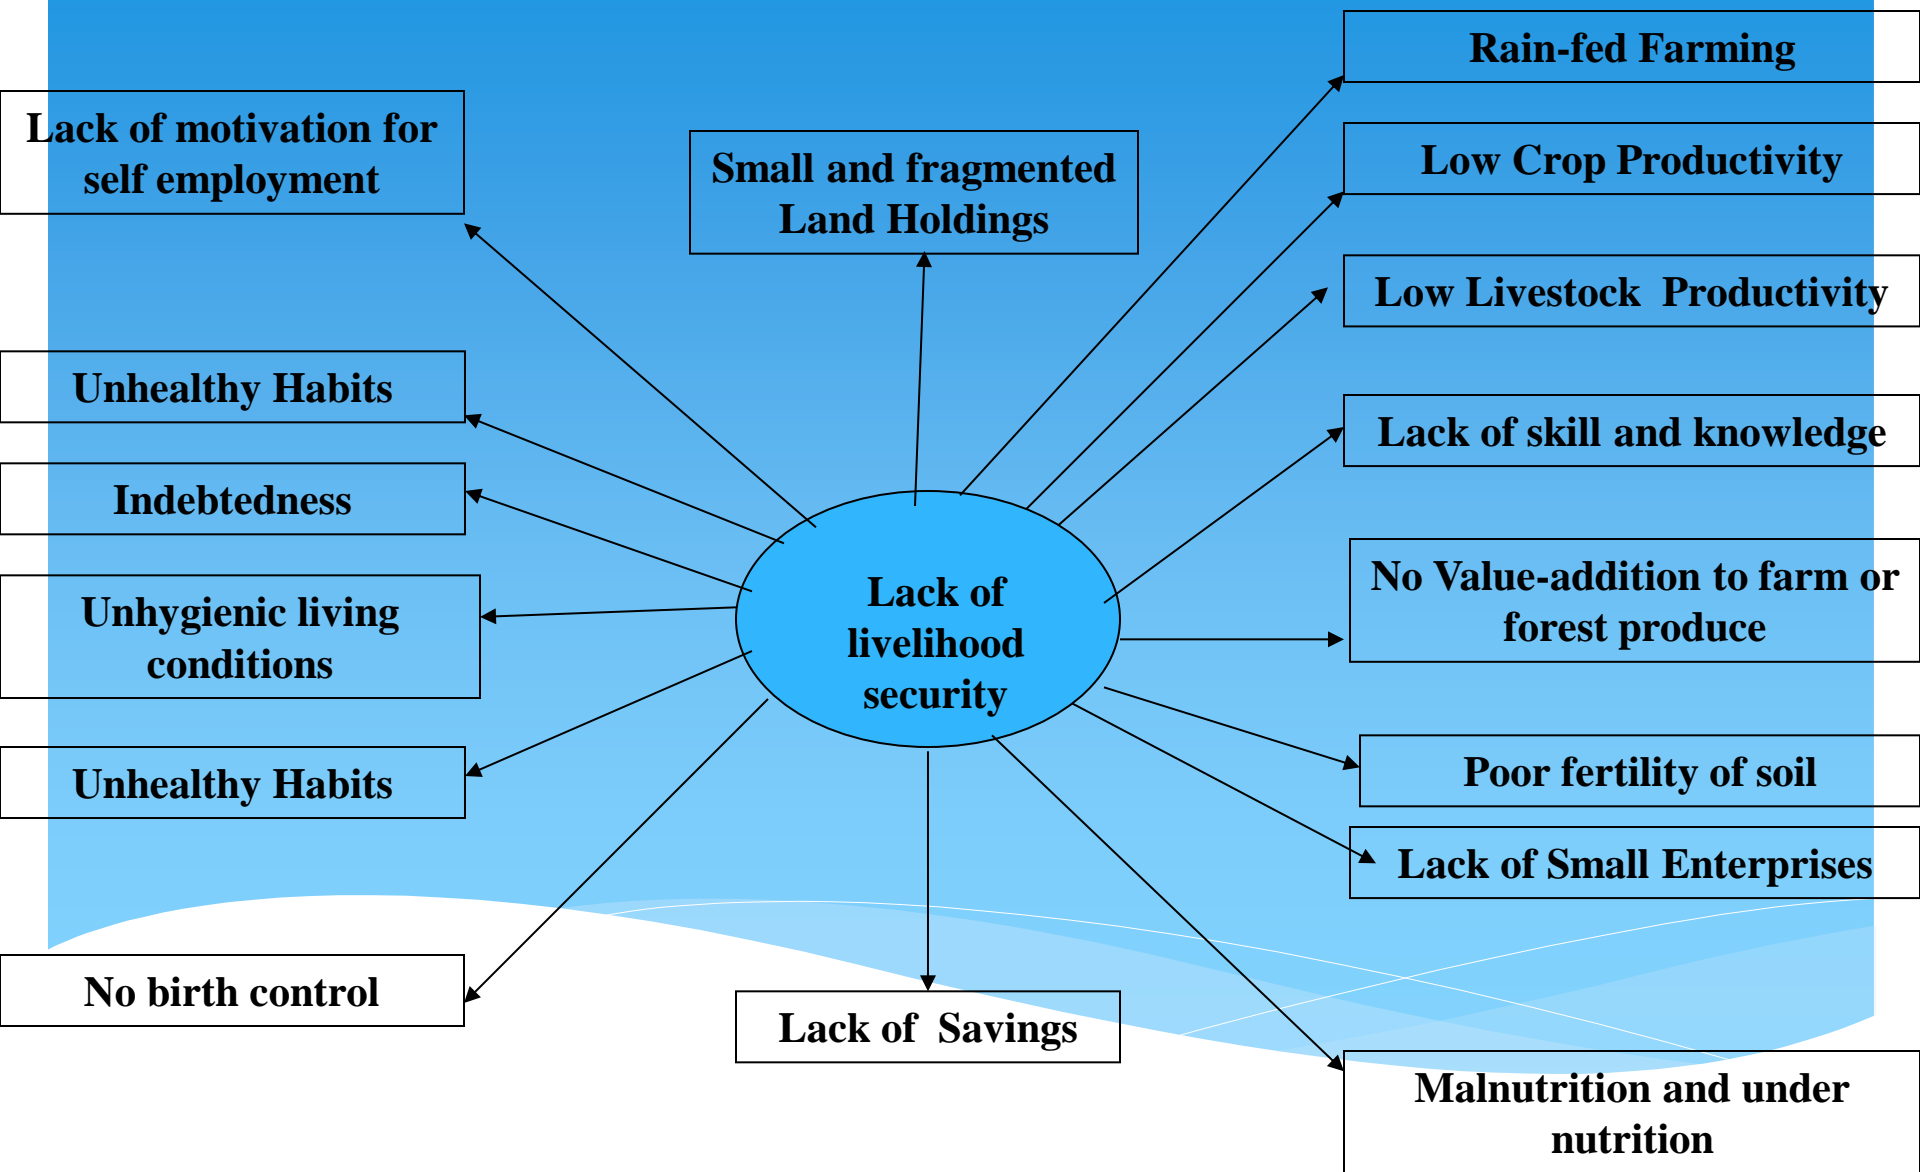 Rain-fed Farming
Lack of motivation for
self employment
Small and fragmented
Land Holdings
Low Crop Productivity
Low Livestock  Productivity
Unhealthy Habits
Lack of skill and knowledge
Indebtedness
No Value-addition to farm or
forest produce
Unhygienic living
conditions
Lack of
livelihood
security
Unhealthy Habits
Poor fertility of soil
Lack of Small Enterprises
No birth control
Lack of  Savings
Malnutrition and under
nutrition